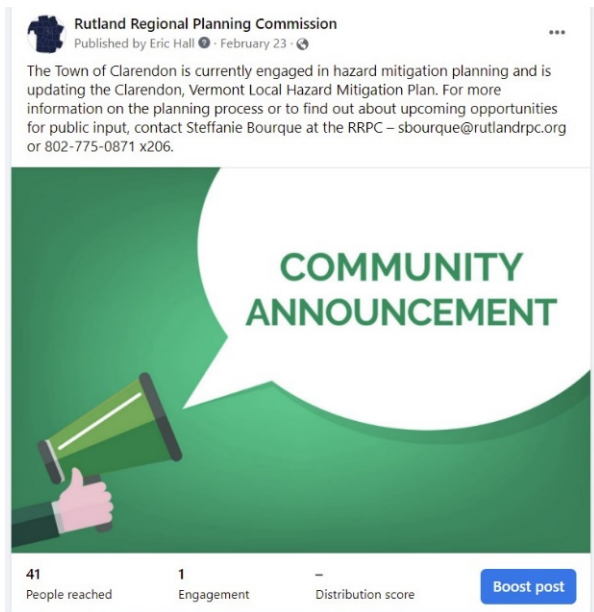 Rutland Regional Planning Commission
Published by Eric Hall · February 23 ·
The Town of Clarendon is currently engaged in hazard mitigation planning and is
updating the Clarendon, Vermont Local Hazard Mitigation Plan. For more
information on the planning process or to find out about upcoming opportunities
for public input, contact Steffanie Bourque at the RRPC – sbourque@rutlandrpc.org
or 802-775-0871 x206.
COMMUNITY
ANNOUNCEMENT
41 1 –
People reached Engagement Distribution score Boost post